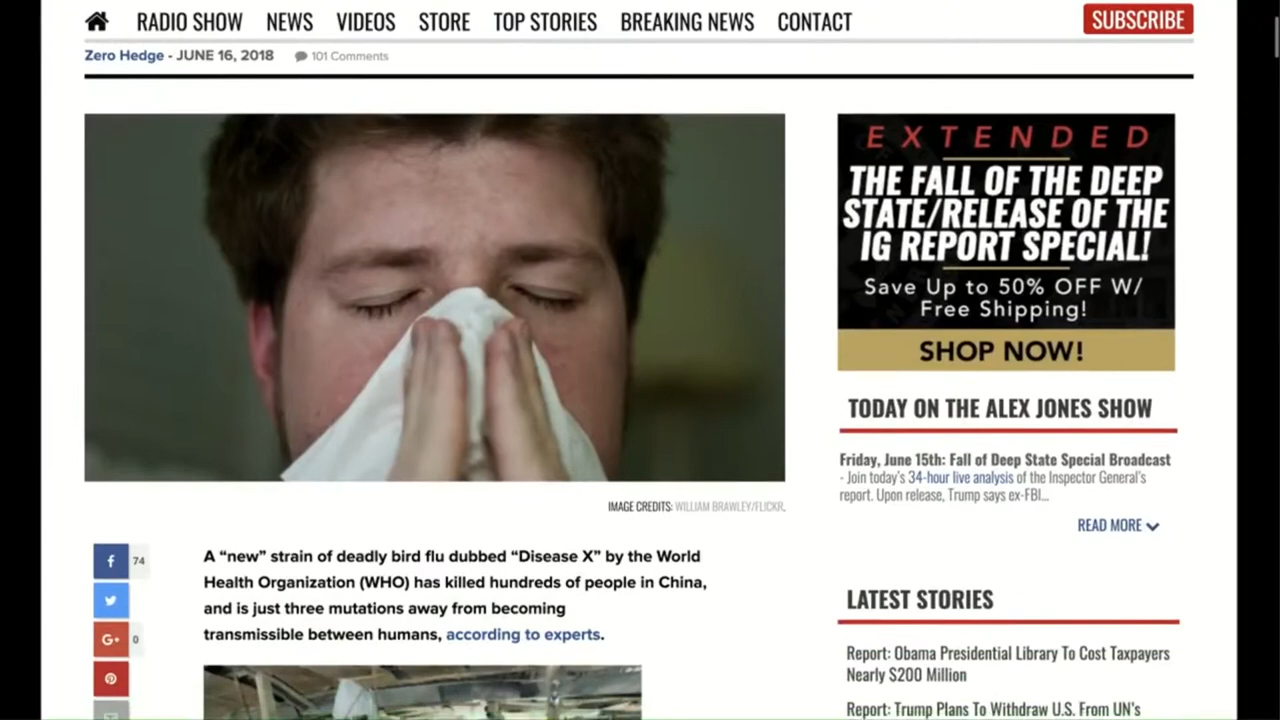 RADIO SHOW NEWS VIDEOS STORE TOP STORIES BREAKING NEWS CONTACT SUBSCRIBE
Zero Hedge - JUNE 16, 2018 101 Comments
EXTENDED
THE FALL OF THE DEEP
STATE/RELEASE OF THE
IG REPORT SPECIAL!
Save Up to 50% OFF W/
Free Shipping!
SHOP NOW!
TODAY ON THE ALEX JONES SHOW
Friday, June 15th: Fall of Deep State Special Broadcast
- Join today's 34-hour live analysis of the Inspector General's
report. Upon release, Trump says ex-FBI...
READ MORE
IMAGE CREDITS: WILLIAM BRAWLEY/FLICKR.
f 74
G+ 0
A “new” strain of deadly bird flu dubbed “Disease X” by the World
Health Organization (WHO) has killed hundreds of people in China,
and is just three mutations away from becoming
transmissible between humans, according to experts.
LATEST STORIES
Report: Obama Presidential Library To Cost Taxpayers
Nearly $200 Million
Report: Trump Plans To Withdraw U.S. From UN's